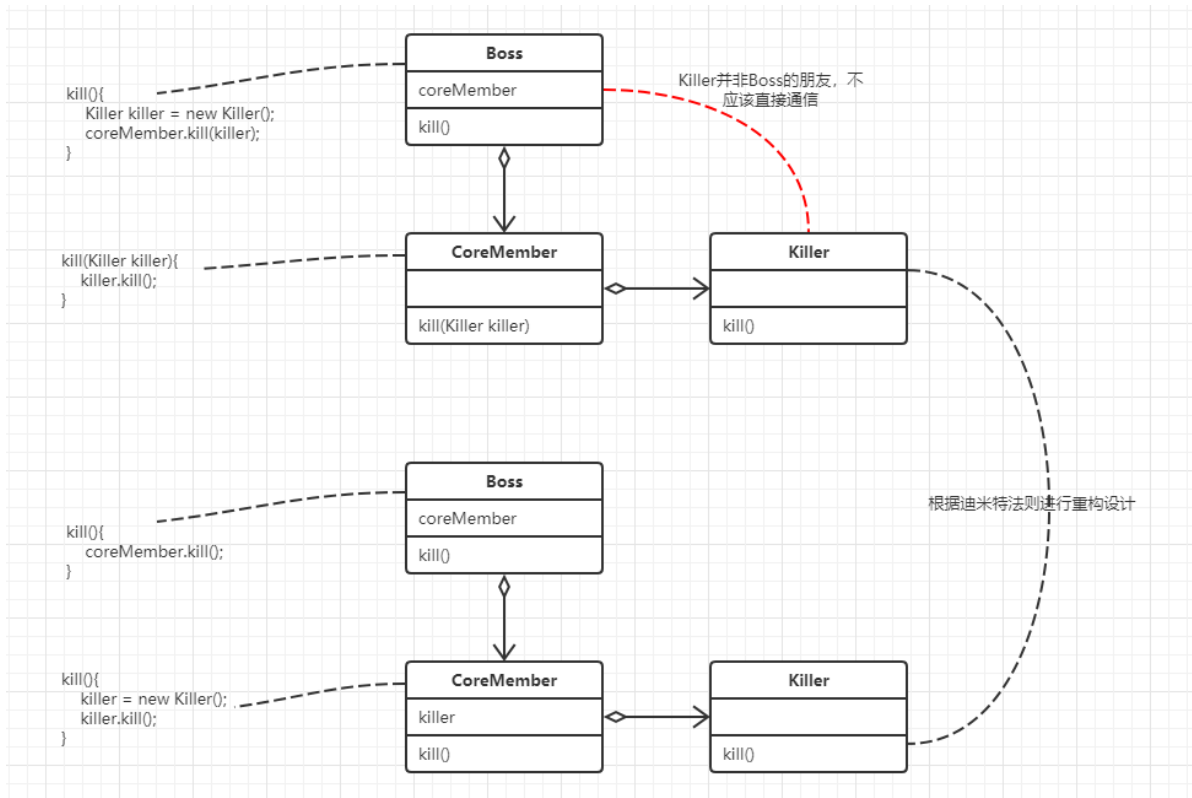 Boss
coreMember
kill()
Killer并非Boss的朋友，不
应该直接通信
kill(){
Killer killer = new Killer();
coreMember.kill(killer);
}
CoreMember
kill(Killer killer)
Killer
kill()
kill(Killer killer){
killer.kill();
}
根据迪米特法则进行重构设计
Boss
coreMember
kill()
kill(){
coreMember.kill();
}
CoreMember
killer
kill()
Killer
kill()
kill(){
killer = new Killer();
killer.kill();
}